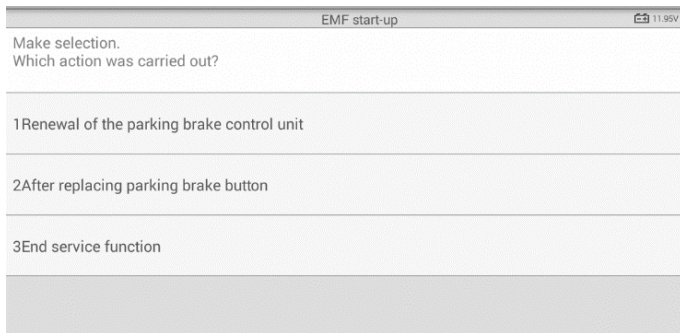 EMF start-up
11.95V
Make selection.
Which action was carried out?
1Renewal of the parking brake control unit
2After replacing parking brake button
3End service function